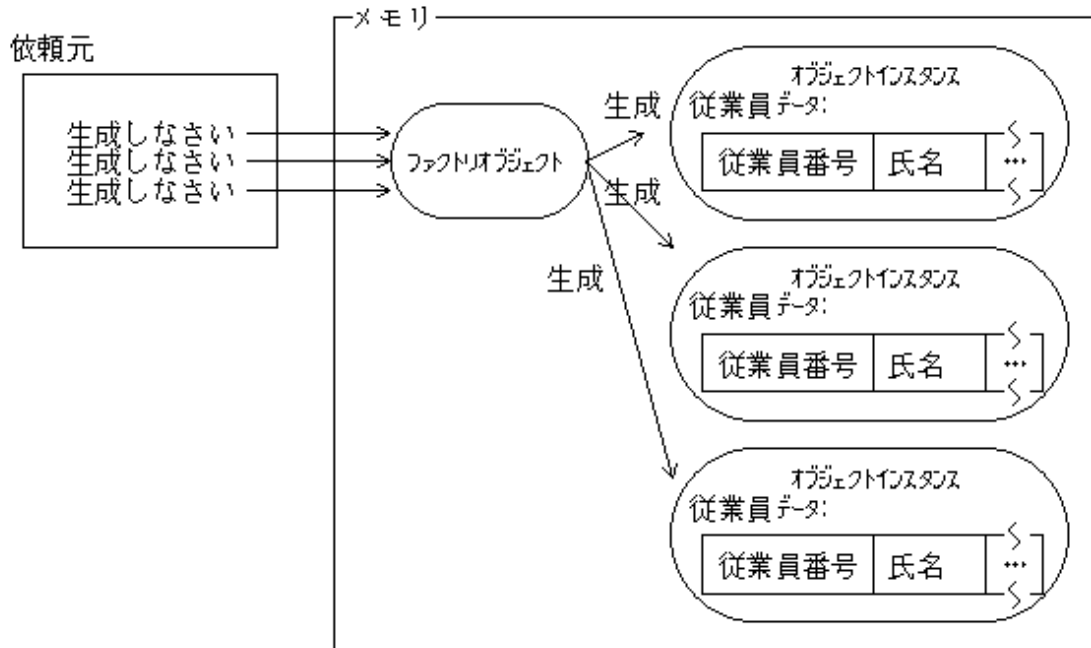 メモリ
依頼元
生成しなさい
生成しなさい
生成しなさい
ファクトリオブジェクト
生成
生成
生成
オブジェクトインスタンス
従業員データ:
従業員番号 氏名 …
オブジェクトインスタンス
従業員データ:
従業員番号 氏名 …
オブジェクトインスタンス
従業員データ:
従業員番号 氏名 …